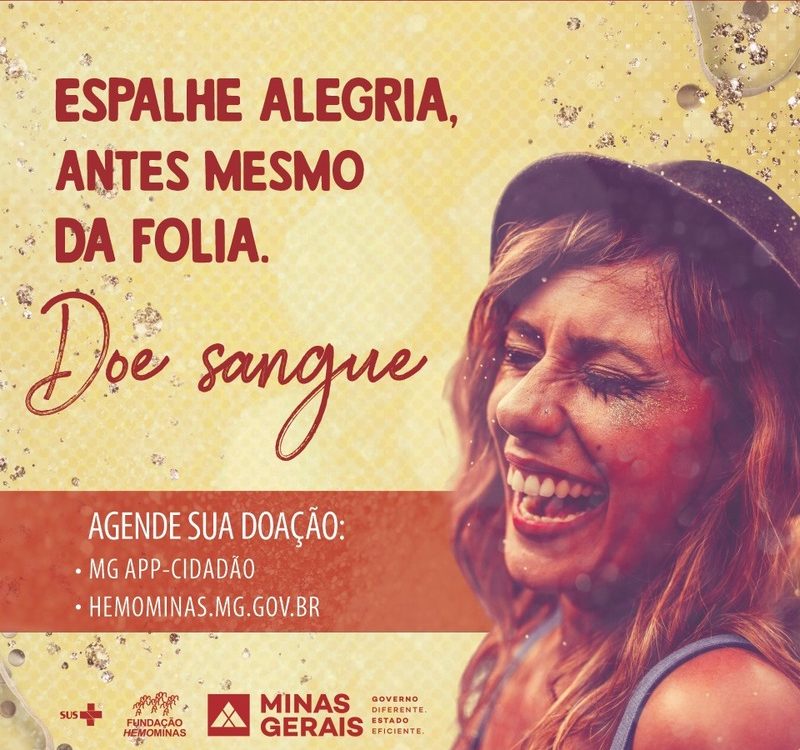 ESPALHE ALEGRIA,
ANTES MESMO
DA FOLIA.
Doe sangue
AGENDE SUA DOAÇÃO:
• MG APP-CIDADÃO
• HEMOMINAS.MG.GOV.BR
SUS
FUNDAÇÃO
HEMOMINAS
MINAS
GERAIS
GOVERNO
DIFERENTE.
ESTADO
EFICIENTE.